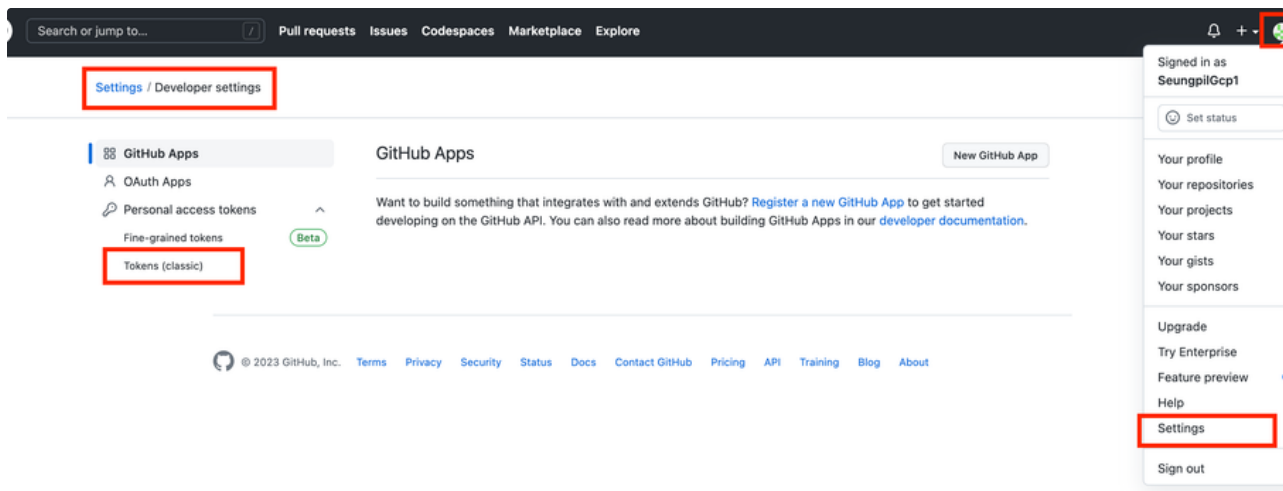 Search or jump to... /
Pull requests Issues Codespaces Marketplace Explore
Settings / Developer settings
GitHub Apps
OAuth Apps
Personal access tokens
Fine-grained tokens Beta
Tokens (classic)
GitHub Apps
New GitHub App
Want to build something that integrates with and extends GitHub? Register a new GitHub App to get started
developing on the GitHub API. You can also read more about building GitHub Apps in our developer documentation.
© 2023 GitHub, Inc. Terms Privacy Security Status Docs Contact GitHub Pricing API Training Blog About
Signed in as
SeungpilGcp1
Set status
Your profile
Your repositories
Your projects
Your stars
Your gists
Your sponsors
Upgrade
Try Enterprise
Feature preview
Help
Settings
Sign out